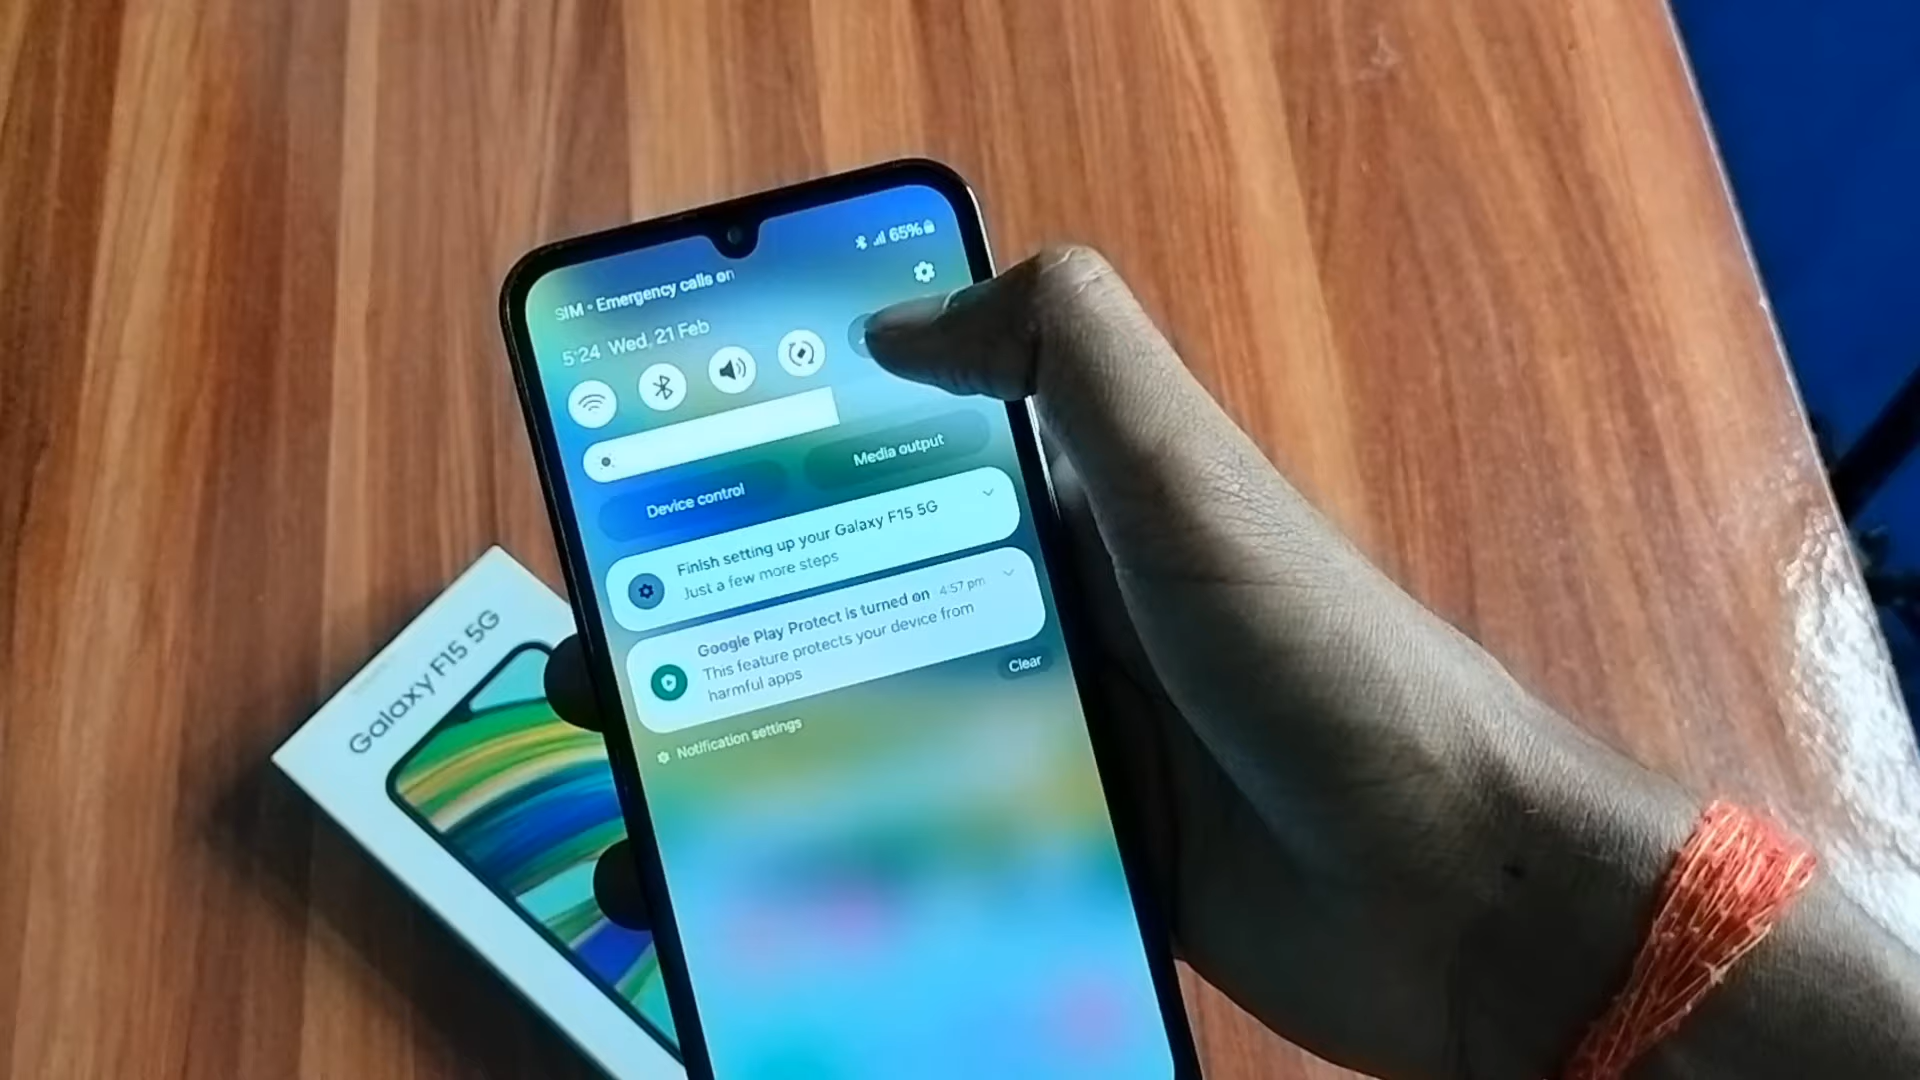 65%
SIM • Emergency calls on
5:24 Wed, 21 Feb
Media output
Device control
Finish setting up your Galaxy F15 5G
Just a few more steps
Google Play Protect is turned on 4:57 pm
This feature protects your device from
harmful apps
Clear
Notification settings
Galaxy F15 5G